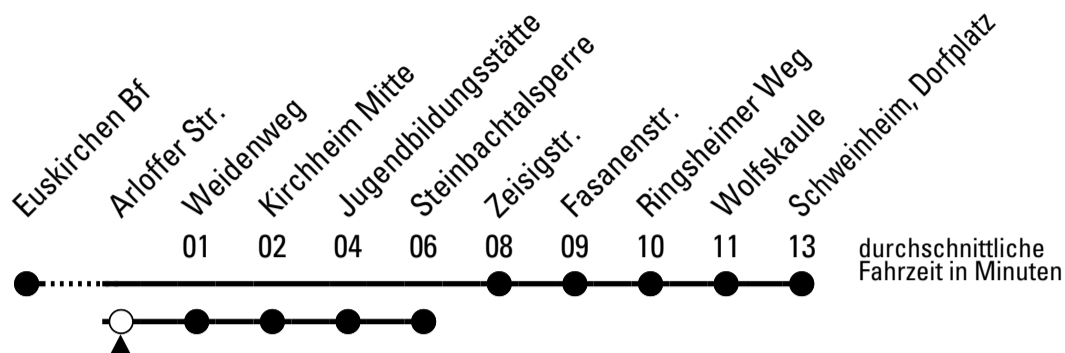 Euskirchen Bf
Arloffer Str.
Weidenweg
Kirchheim Mitte
Jugendbildungsstätte
Steinbachtalsperre
Zeisigstr.
Fasanenstr.
Ringsheimer Weg
Wolfskaule
Schweinheim, Dorfplatz
01 02 04 06 08 09 10 11 13
durchschnittliche
Fahrzeit in Minuten